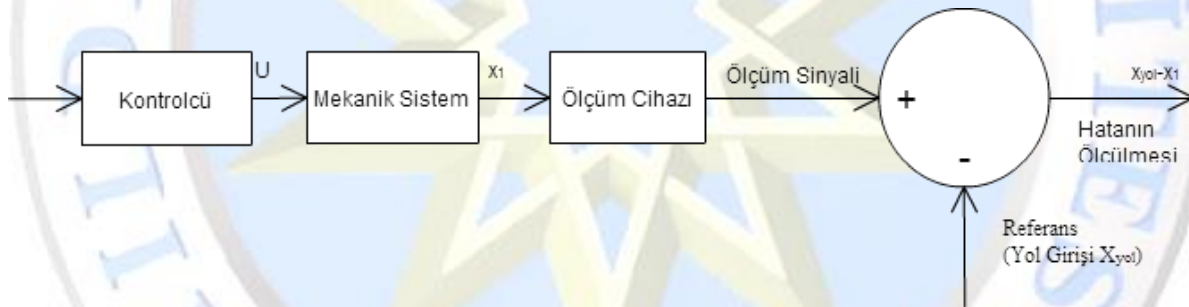 Kontrolcü
U
Mekanik Sistem
X1
Ölçüm Cihazı
Ölçüm Sinyali
+
-
Xyol-X1
Hatanın
Ölçülmesi
Referans
(Yol Girişi Xyol)